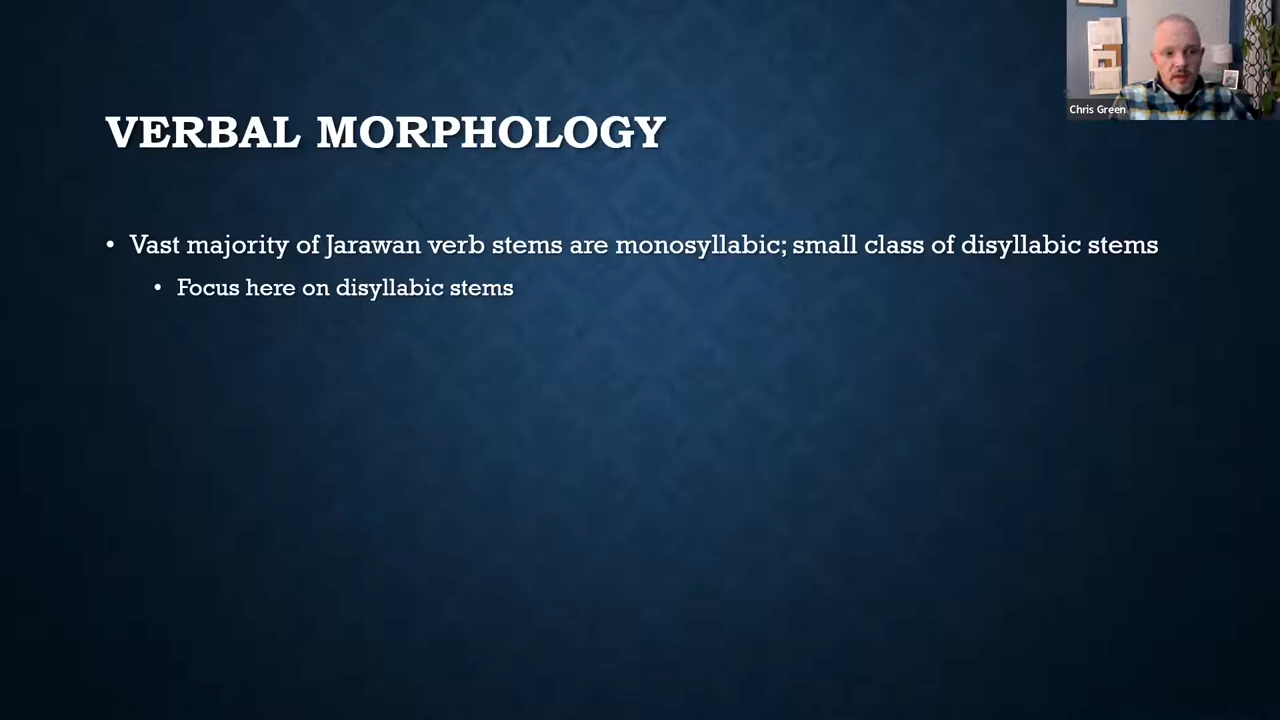 VERBAL MORPHOLOGY
• Vast majority of Jarawan verb stems are monosyllabic; small class of disyllabic stems
• Focus here on disyllabic stems
Chris Green